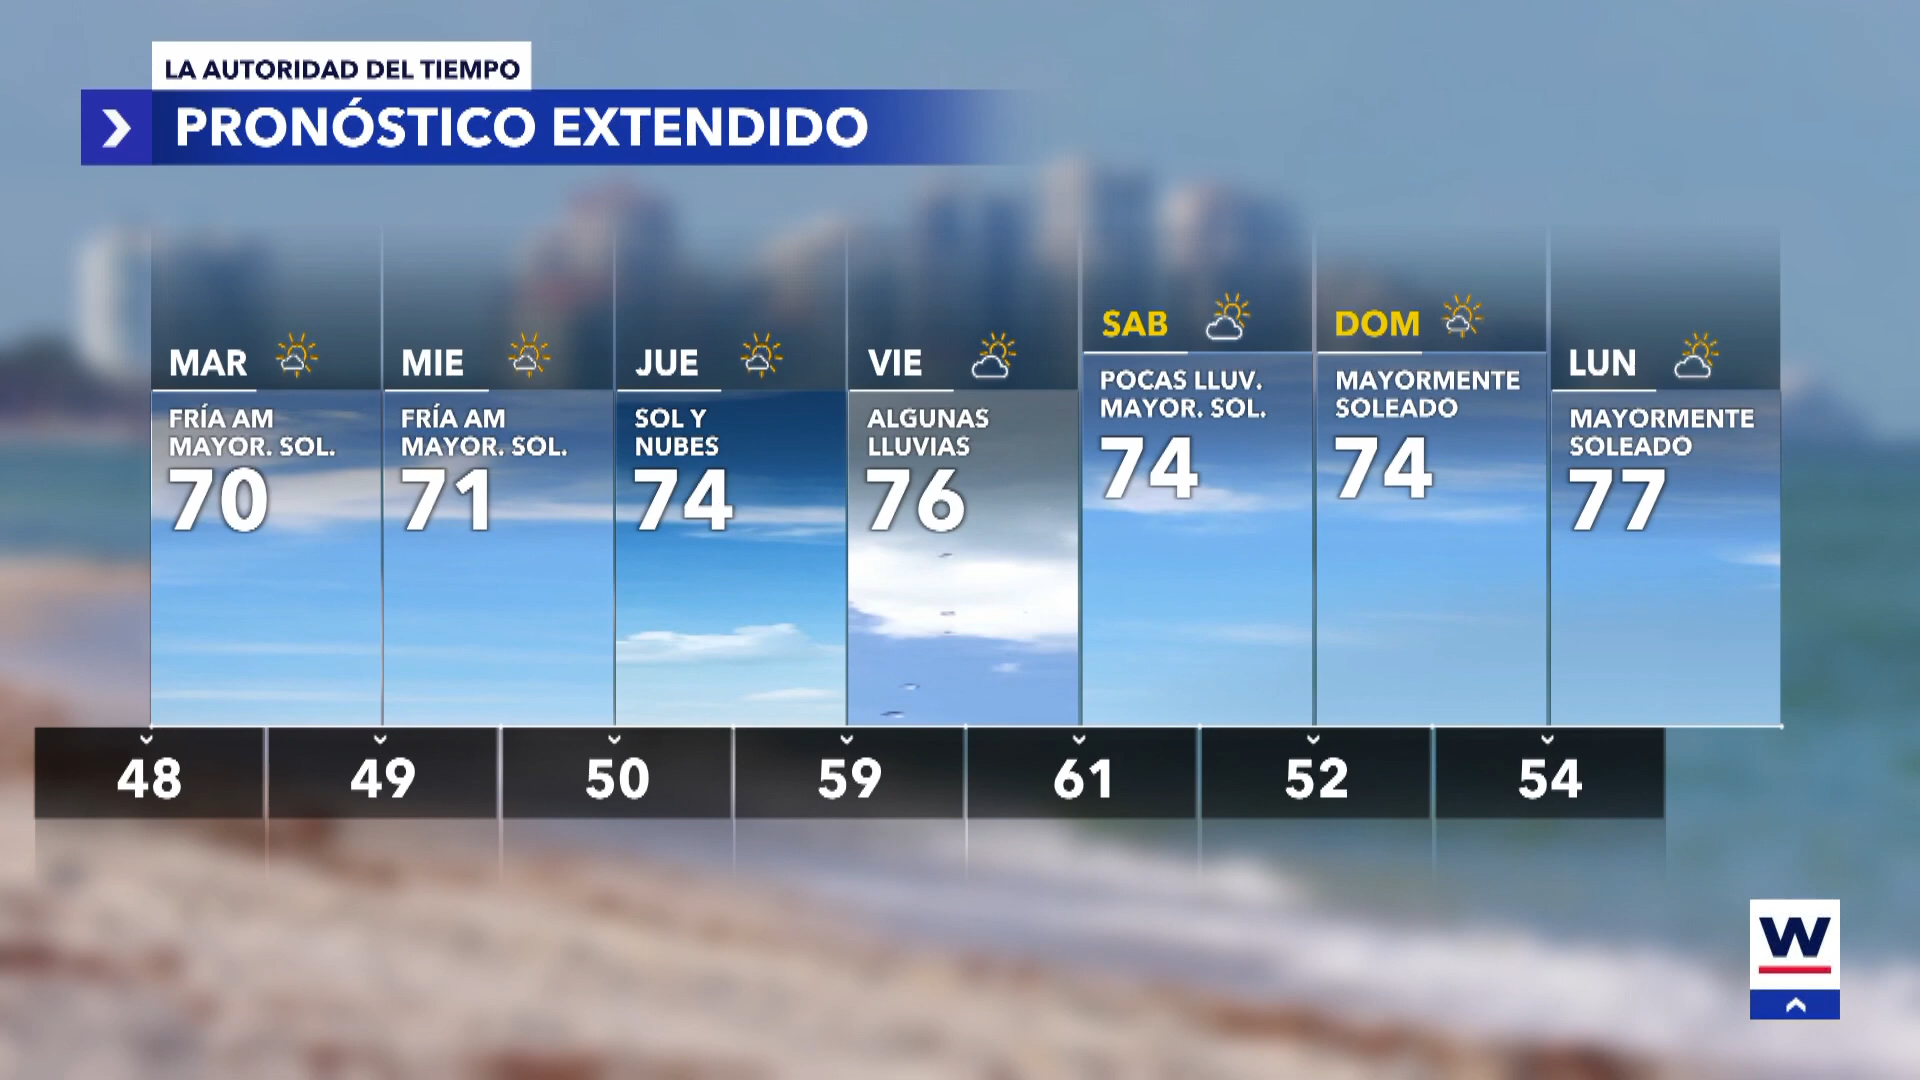 LA AUTORIDAD DEL TIEMPO
PRONÓSTICO EXTENDIDO
MAR
FRÍA AM
MAYOR. SOL.
70
MIE
FRÍA AM
MAYOR. SOL.
71
JUE
SOL Y
NUBES
74
VIE
ALGUNAS
LLUVIAS
76
SAB
POCAS LLUV.
MAYOR. SOL.
74
DOM
MAYORMENTE
SOLEADO
74
LUN
MAYORMENTE
SOLEADO
77
48
49
50
59
61
52
54
W